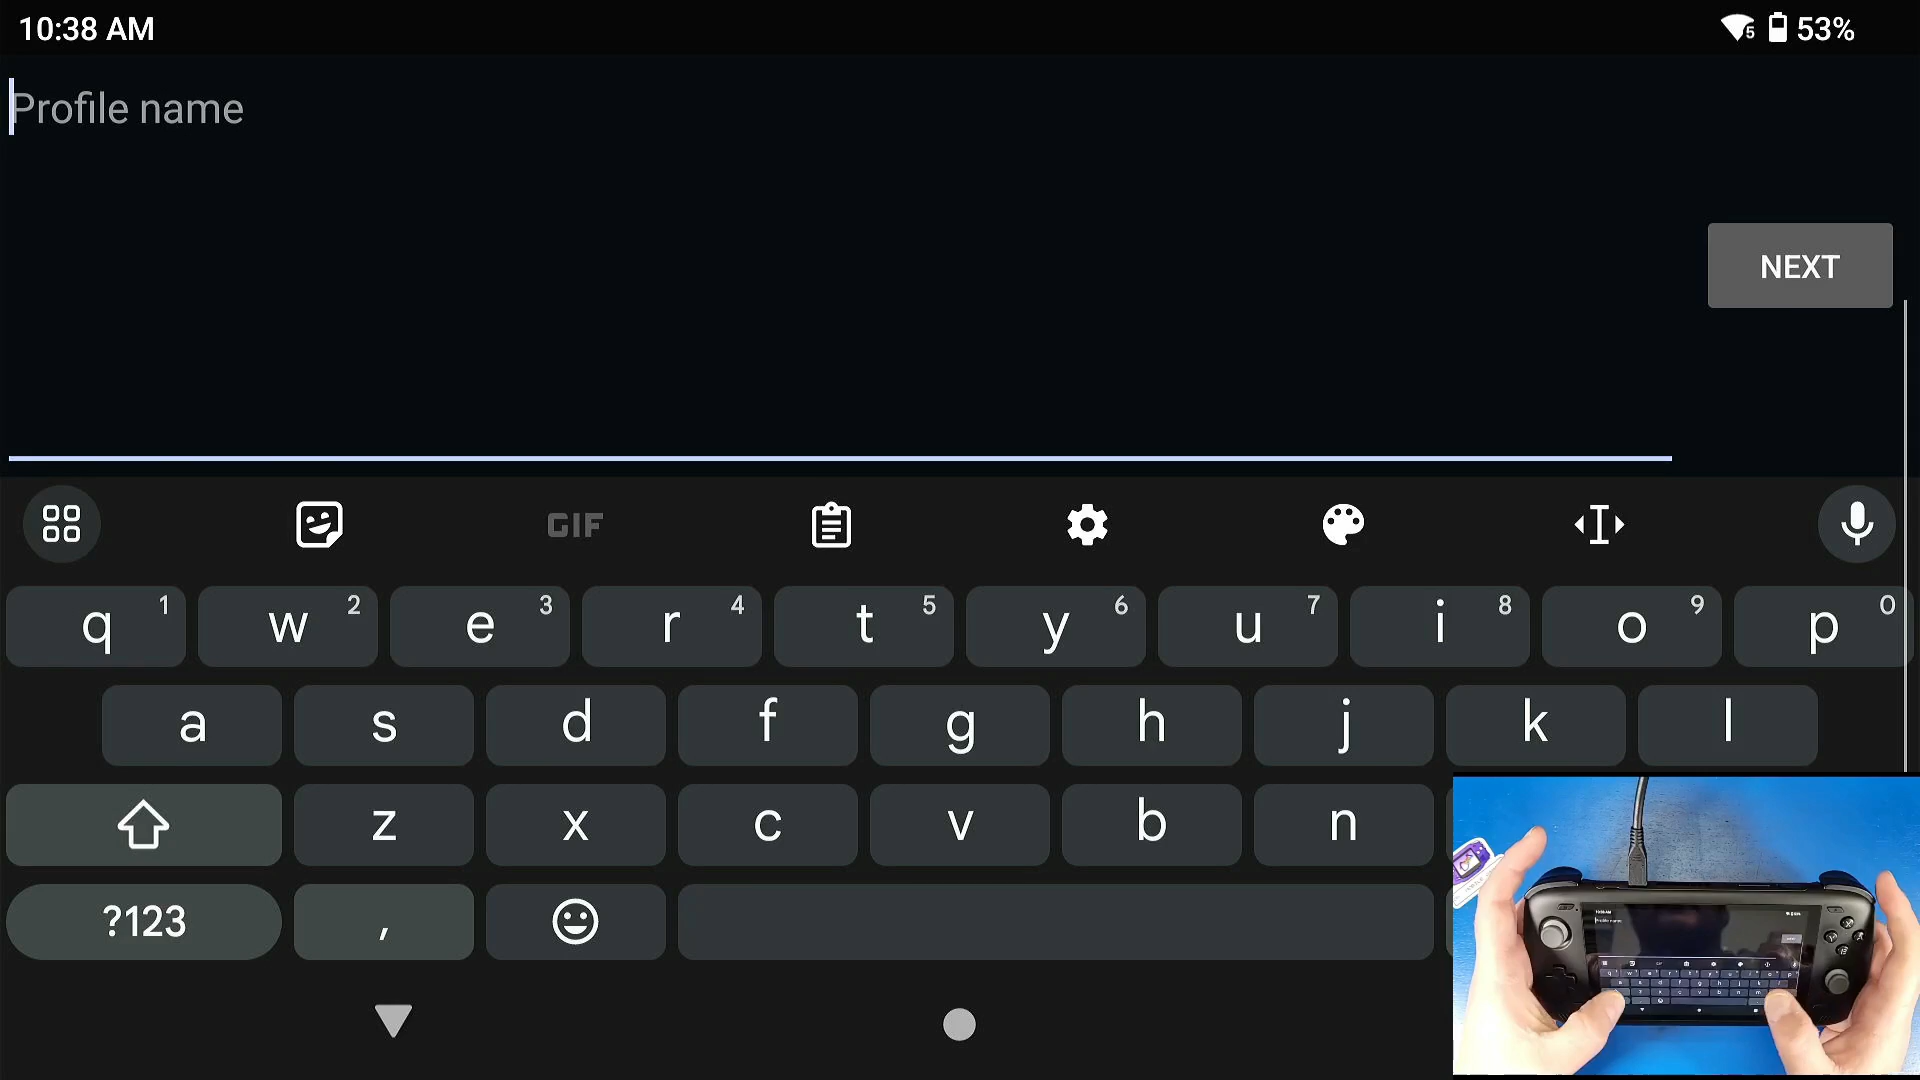 10:38 AM
5 53%
Profile name
NEXT
GIF
q 1 w 2 e 3 r 4 t 5 y 6 u 7 i 8 o 9 p 0
a s d f g h j k l
z x c v b n
?123 ,